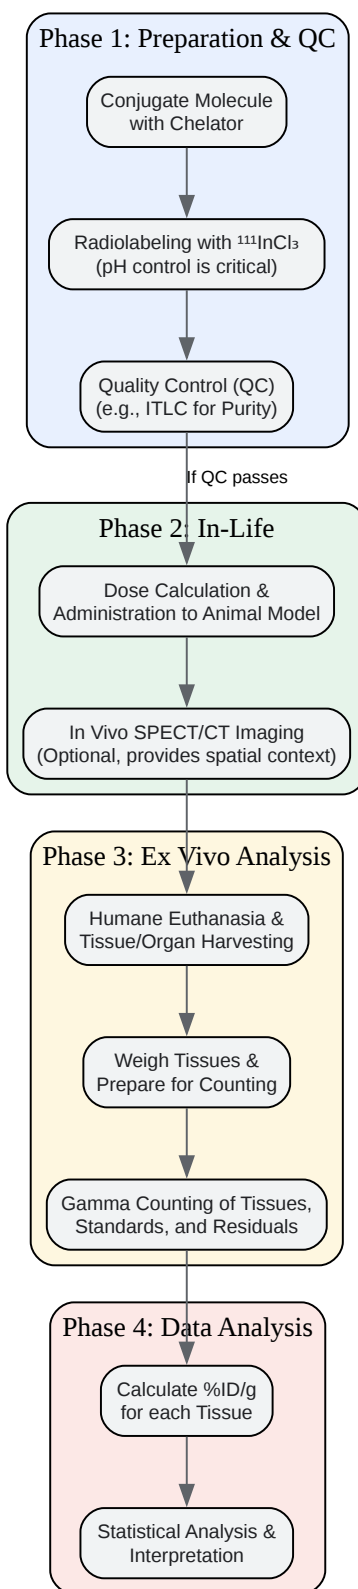 Phase 1: Preparation & QC
Conjugate Molecule
with Chelator
Radiolabeling with ¹¹¹InCl₃
(pH control is critical)
Quality Control (QC)
(e.g., ITLC for Purity)
If QC passes
Phase 2: In-Life
Dose Calculation &
Administration to Animal Model
In Vivo SPECT/CT Imaging
(Optional, provides spatial context)
Phase 3: Ex Vivo Analysis
Humane Euthanasia &
Tissue/Organ Harvesting
Weigh Tissues &
Prepare for Counting
Gamma Counting of Tissues,
Standards, and Residuals
Phase 4: Data Analysis
Calculate %ID/g
for each Tissue
Statistical Analysis &
Interpretation